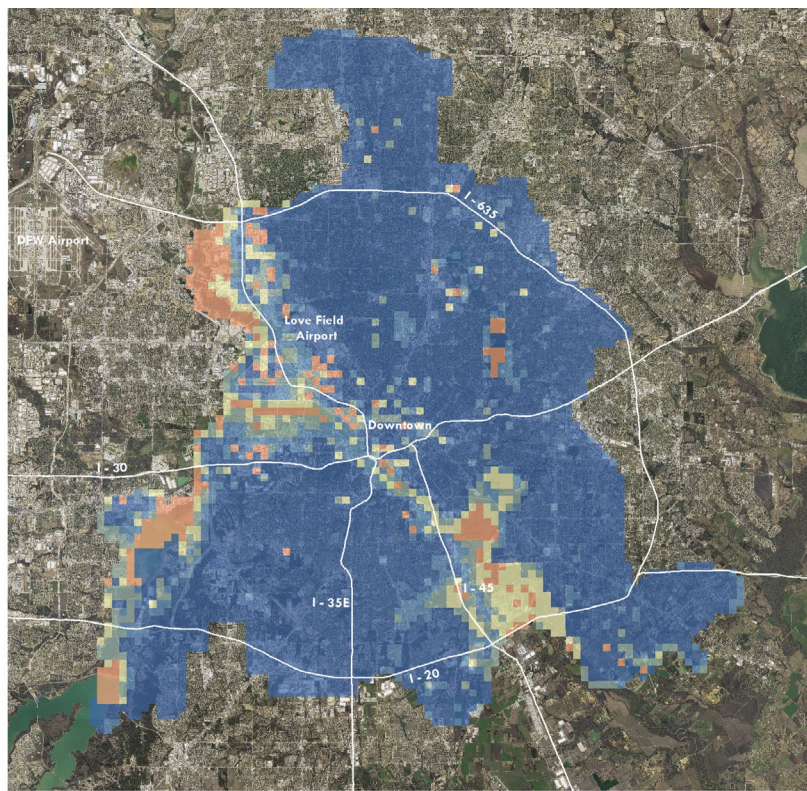 I - 635
DFW Airport
Love Field
Airport
Downtown
I - 30
I - 45
I - 35E
I - 20